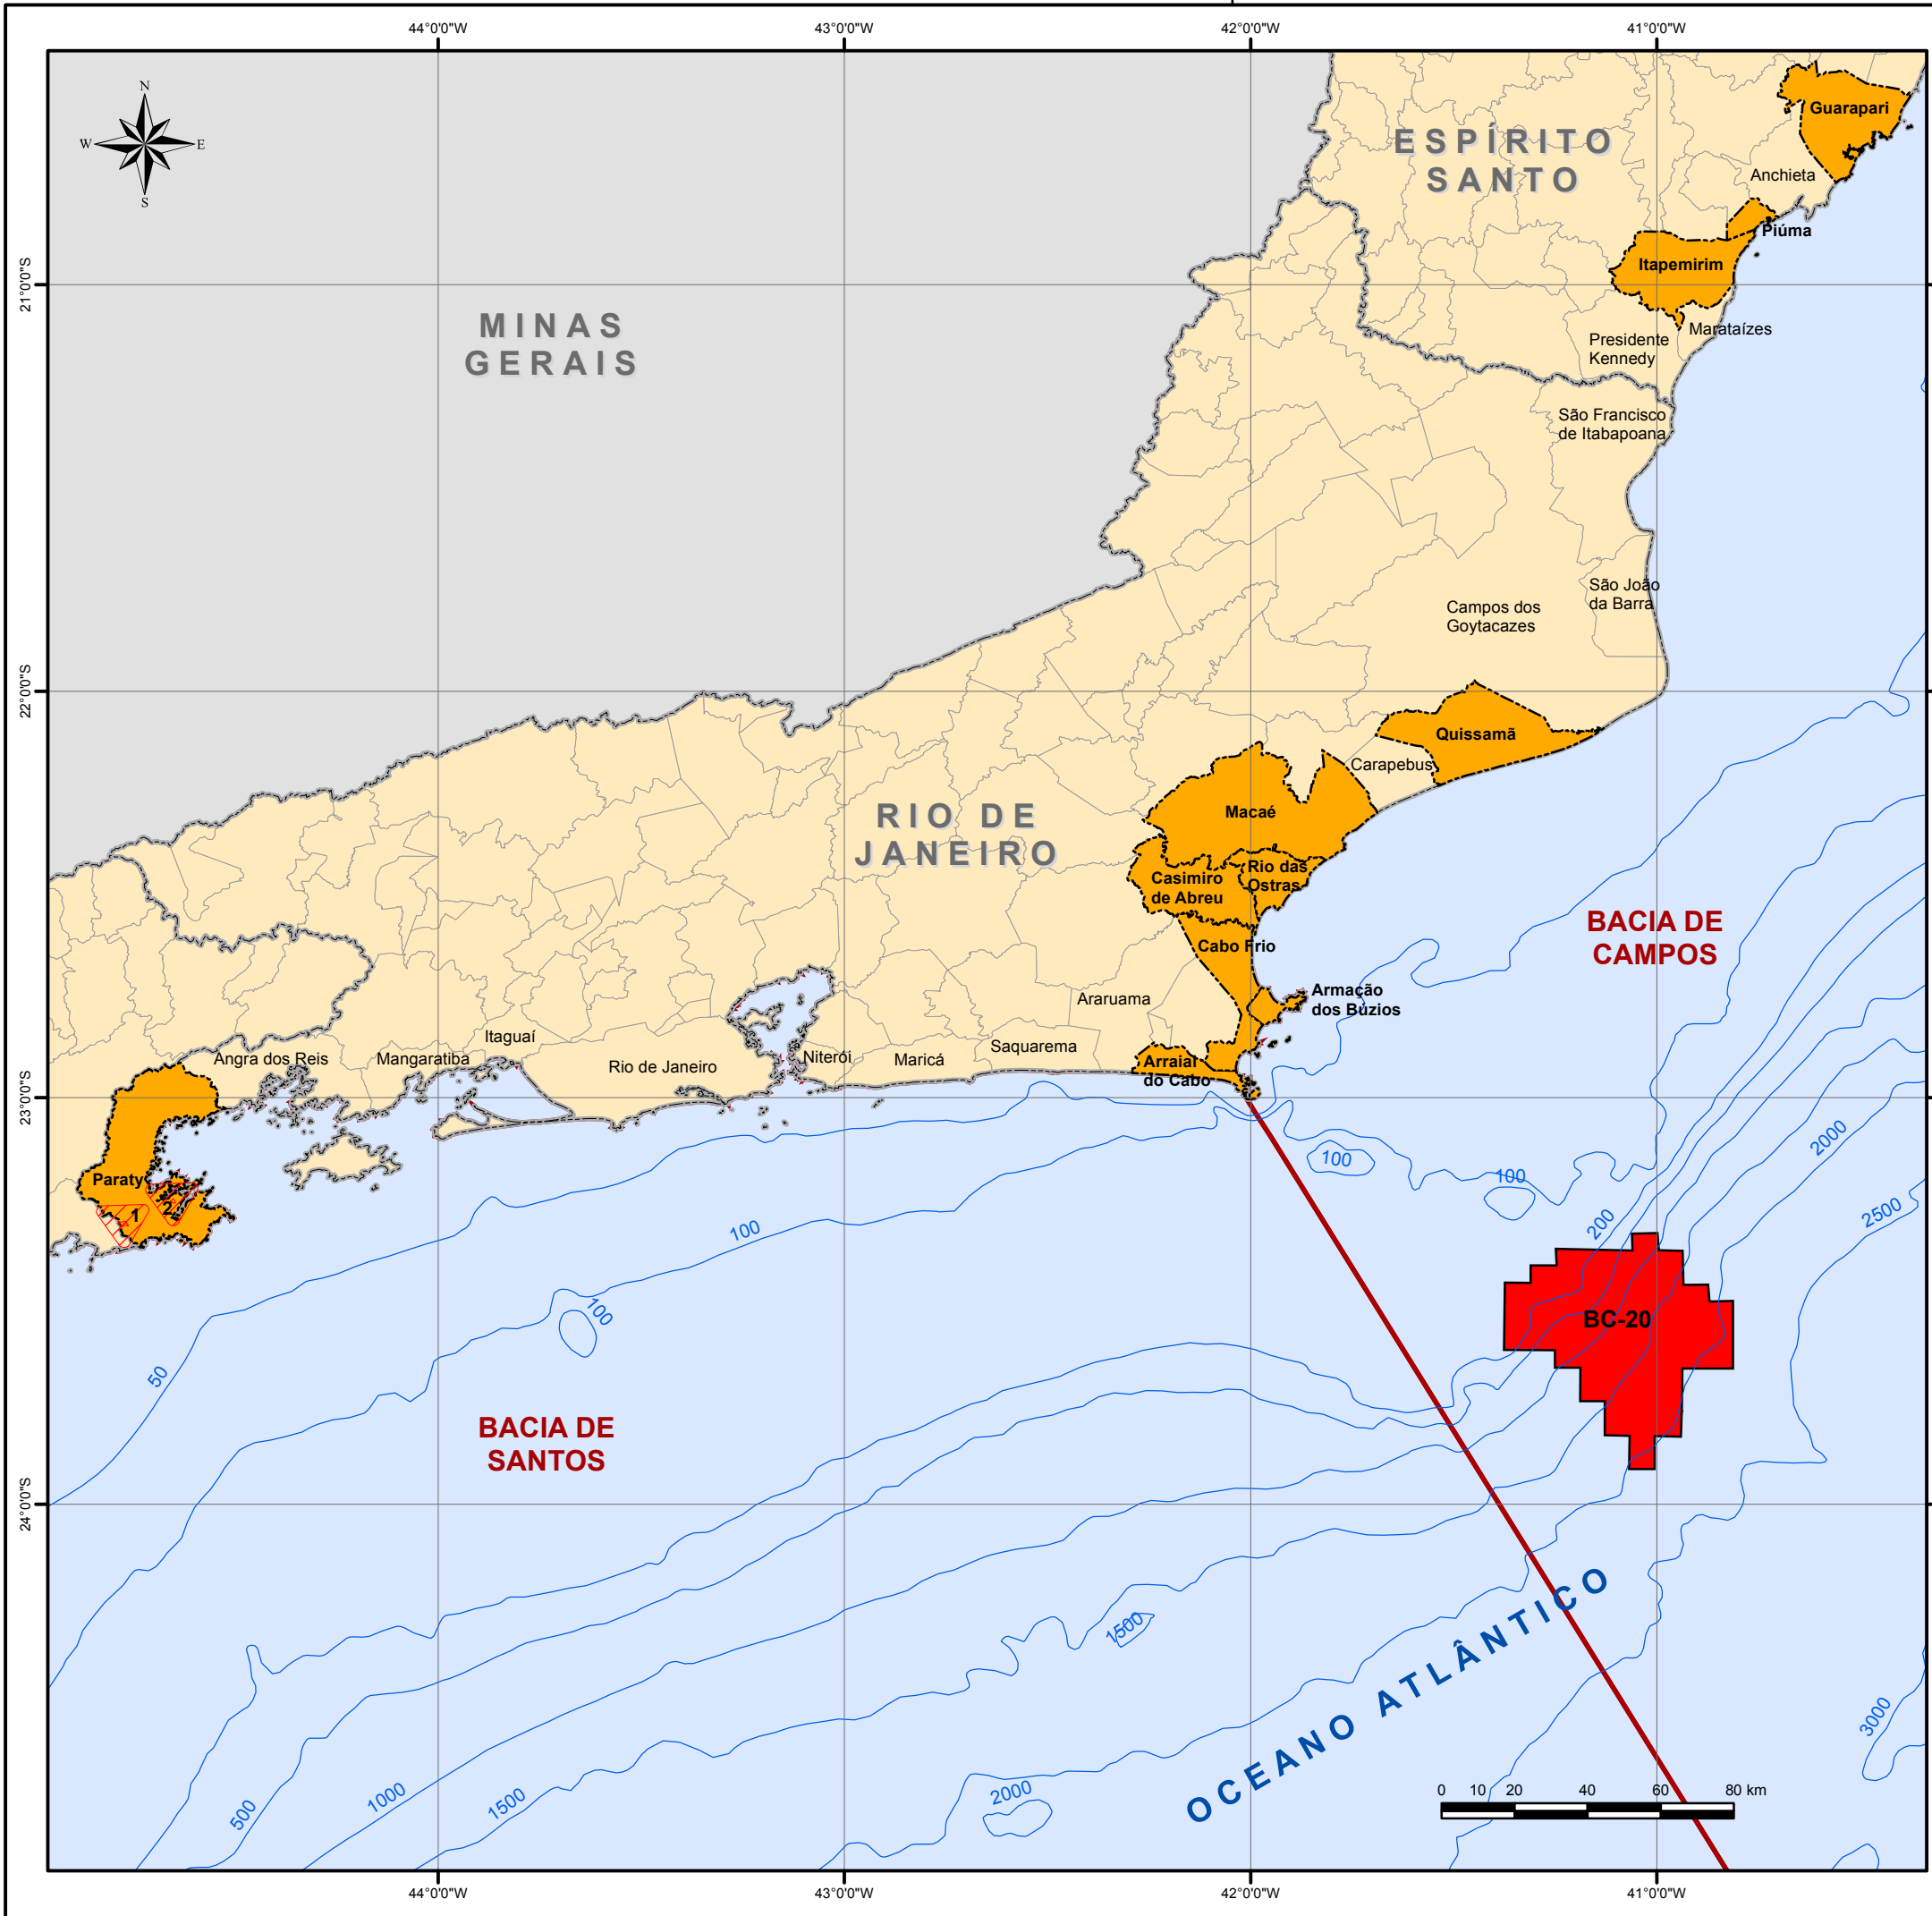 44°0'0"W
43°0'0"W
42°0'0"W
41°0'0"W
N
W
E
S
ESPÍRITO
SANTO
Guarapari
Anchieta
Piúma
Itapemirim
21°0'0"S
MINAS
GERAIS
Marataízes
Presidente
Kennedy
São Francisco
de Itabapoana
São João
da Barra
Campos dos
Goytacazes
22°0'0"S
Quissamã
Carapebus
Macaé
RIO DE
JANEIRO
Rio das
Ostras
Casimiro
de Abreu
BACIA DE
CAMPOS
Cabo Frio
Armação
dos Búzios
Araruama
Itaguaí
Saquarema
Angra dos Reis
Mangaratiba
Rio de Janeiro
Niterói
Maricá
Arraial
do Cabo
23°0'0"S
2000
100
100
Paraty
1
2
2500
200
100
BC-20
100
50
BACIA DE
SANTOS
24°0'0"S
OCEANO ATLÂNTICO
1500
3000
0 10 20 40 60 80 km
2000
1000
1500
500
44°0'0"W
43°0'0"W
42°0'0"W
41°0'0"W